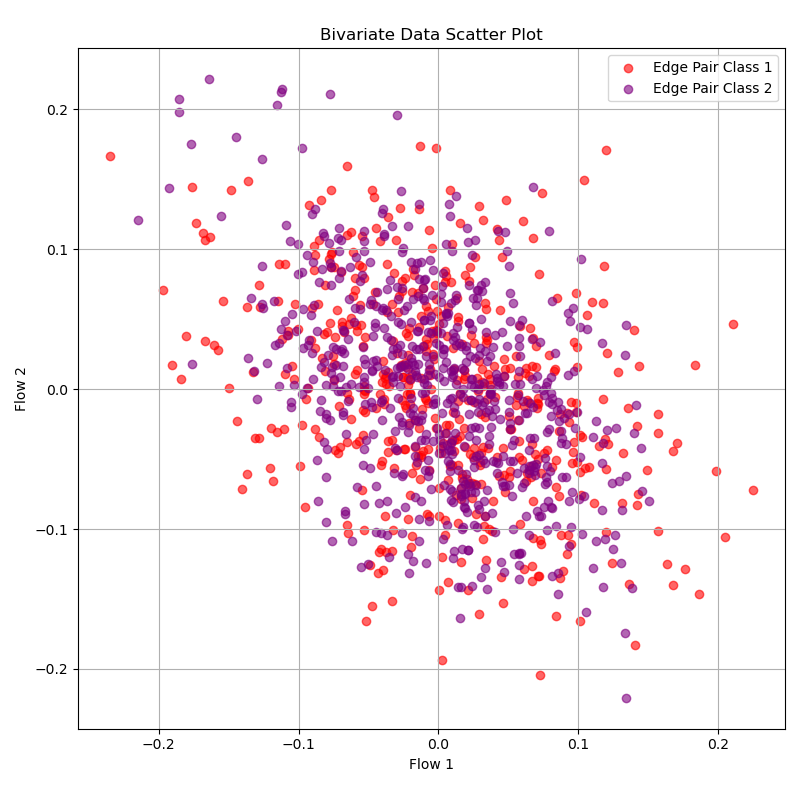 Bivariate Data Scatter Plot
Edge Pair Class 1
Edge Pair Class 2
0.2
0.1
0.0
−0.1
−0.2
Flow 2
−0.2
−0.1
0.0
0.1
0.2
Flow 1